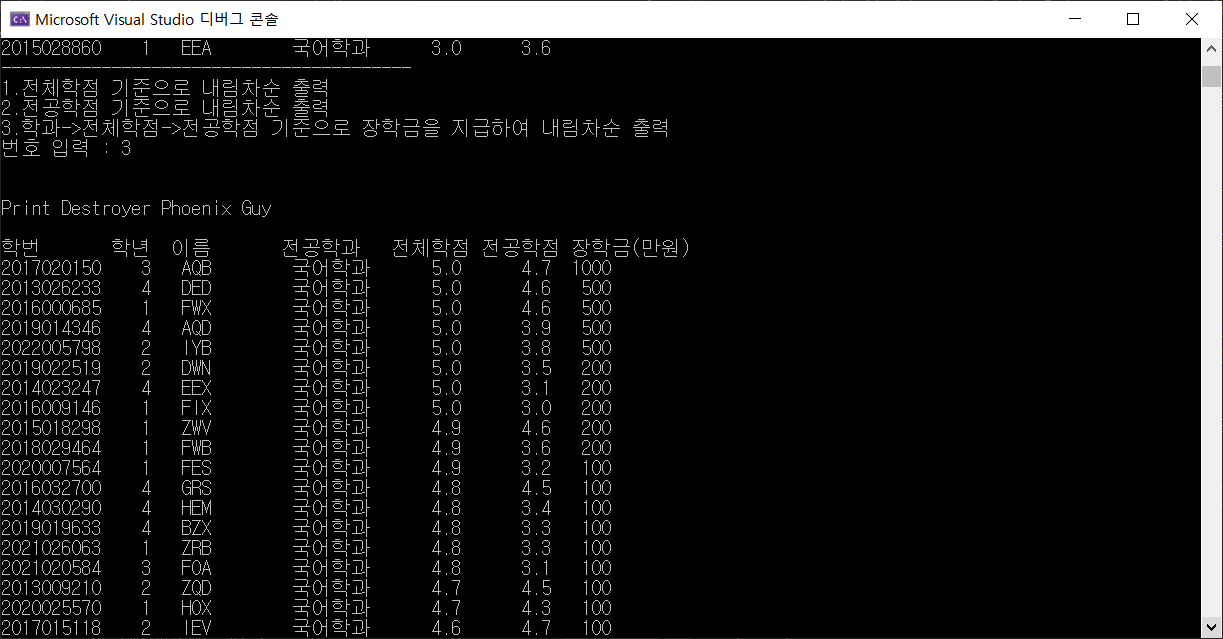 Microsoft Visual Studio 디버그 콘솔
2015028860 1 EEA 국어학과 3.0 3.6
-----------------------------------------
1.전체학점 기준으로 내림차순 출력
2.전공학점 기준으로 내림차순 출력
3.학과->전체학점->전공학점 기준으로 장학금을 지급하여 내림차순 출력
번호 입력 : 3
Print Destroyer Phoenix Guy
학번 학년 이름 전공학과 전체학점 전공학점 장학금(만원)
2017020150 3 AQB 국어학과 5.0 4.7 1000
2013026233 4 DED 국어학과 5.0 4.6 500
2016000685 1 FWX 국어학과 5.0 4.6 500
2019014346 4 AQD 국어학과 5.0 3.9 500
2022005798 2 IYB 국어학과 5.0 3.8 500
2019022519 2 DWN 국어학과 5.0 3.5 200
2014023247 4 EEX 국어학과 5.0 3.1 200
2016009146 1 FIX 국어학과 5.0 3.0 200
2015018298 1 ZWV 국어학과 4.9 4.6 200
2018029464 1 FWB 국어학과 4.9 3.6 200
2020007564 1 FES 국어학과 4.9 3.2 100
2016032700 4 GRS 국어학과 4.8 4.5 100
2014030290 4 HEM 국어학과 4.8 3.4 100
2019019633 4 BZX 국어학과 4.8 3.3 100
2021026063 1 ZRB 국어학과 4.8 3.3 100
2021020584 3 FOA 국어학과 4.8 3.1 100
2013009210 2 ZQD 국어학과 4.7 4.5 100
2020025570 1 HOX 국어학과 4.7 4.3 100
2017015118 2 IEV 국어학과 4.6 4.7 100